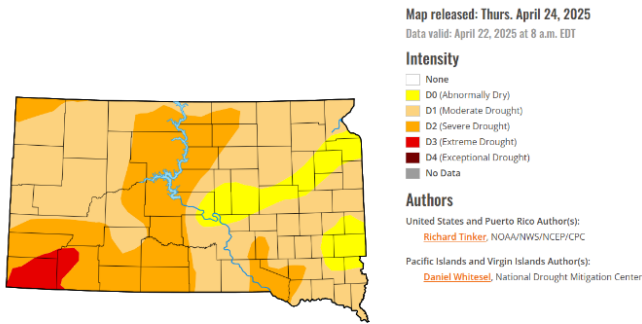 Map released: Thurs. April 24, 2025
Data valid: April 22, 2025 at 8 a.m. EDT
Intensity
None
D0 (Abnormally Dry)
D1 (Moderate Drought)
D2 (Severe Drought)
D3 (Extreme Drought)
D4 (Exceptional Drought)
No Data
Authors
United States and Puerto Rico Author(s):
Richard Tinker, NOAA/NWS/NCEP/CPC
Pacific Islands and Virgin Islands Author(s):
Daniel Whitesel, National Drought Mitigation Center